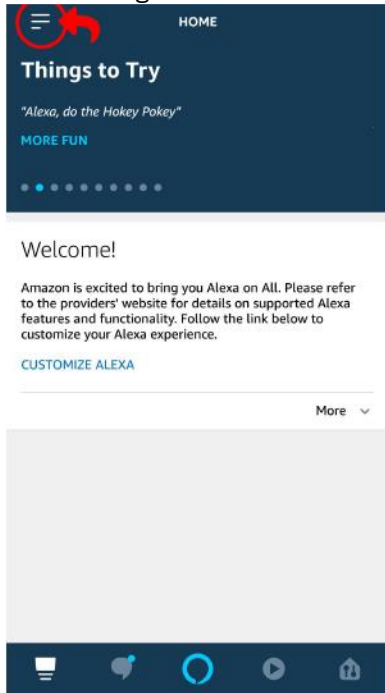 HOME
Things to Try
"Alexa, do the Hokey Pokey"
MORE FUN
Welcome!
Amazon is excited to bring you Alexa on All. Please refer
to the providers' website for details on supported Alexa
features and functionality. Follow the link below to
customize your Alexa experience.
CUSTOMIZE ALEXA
More